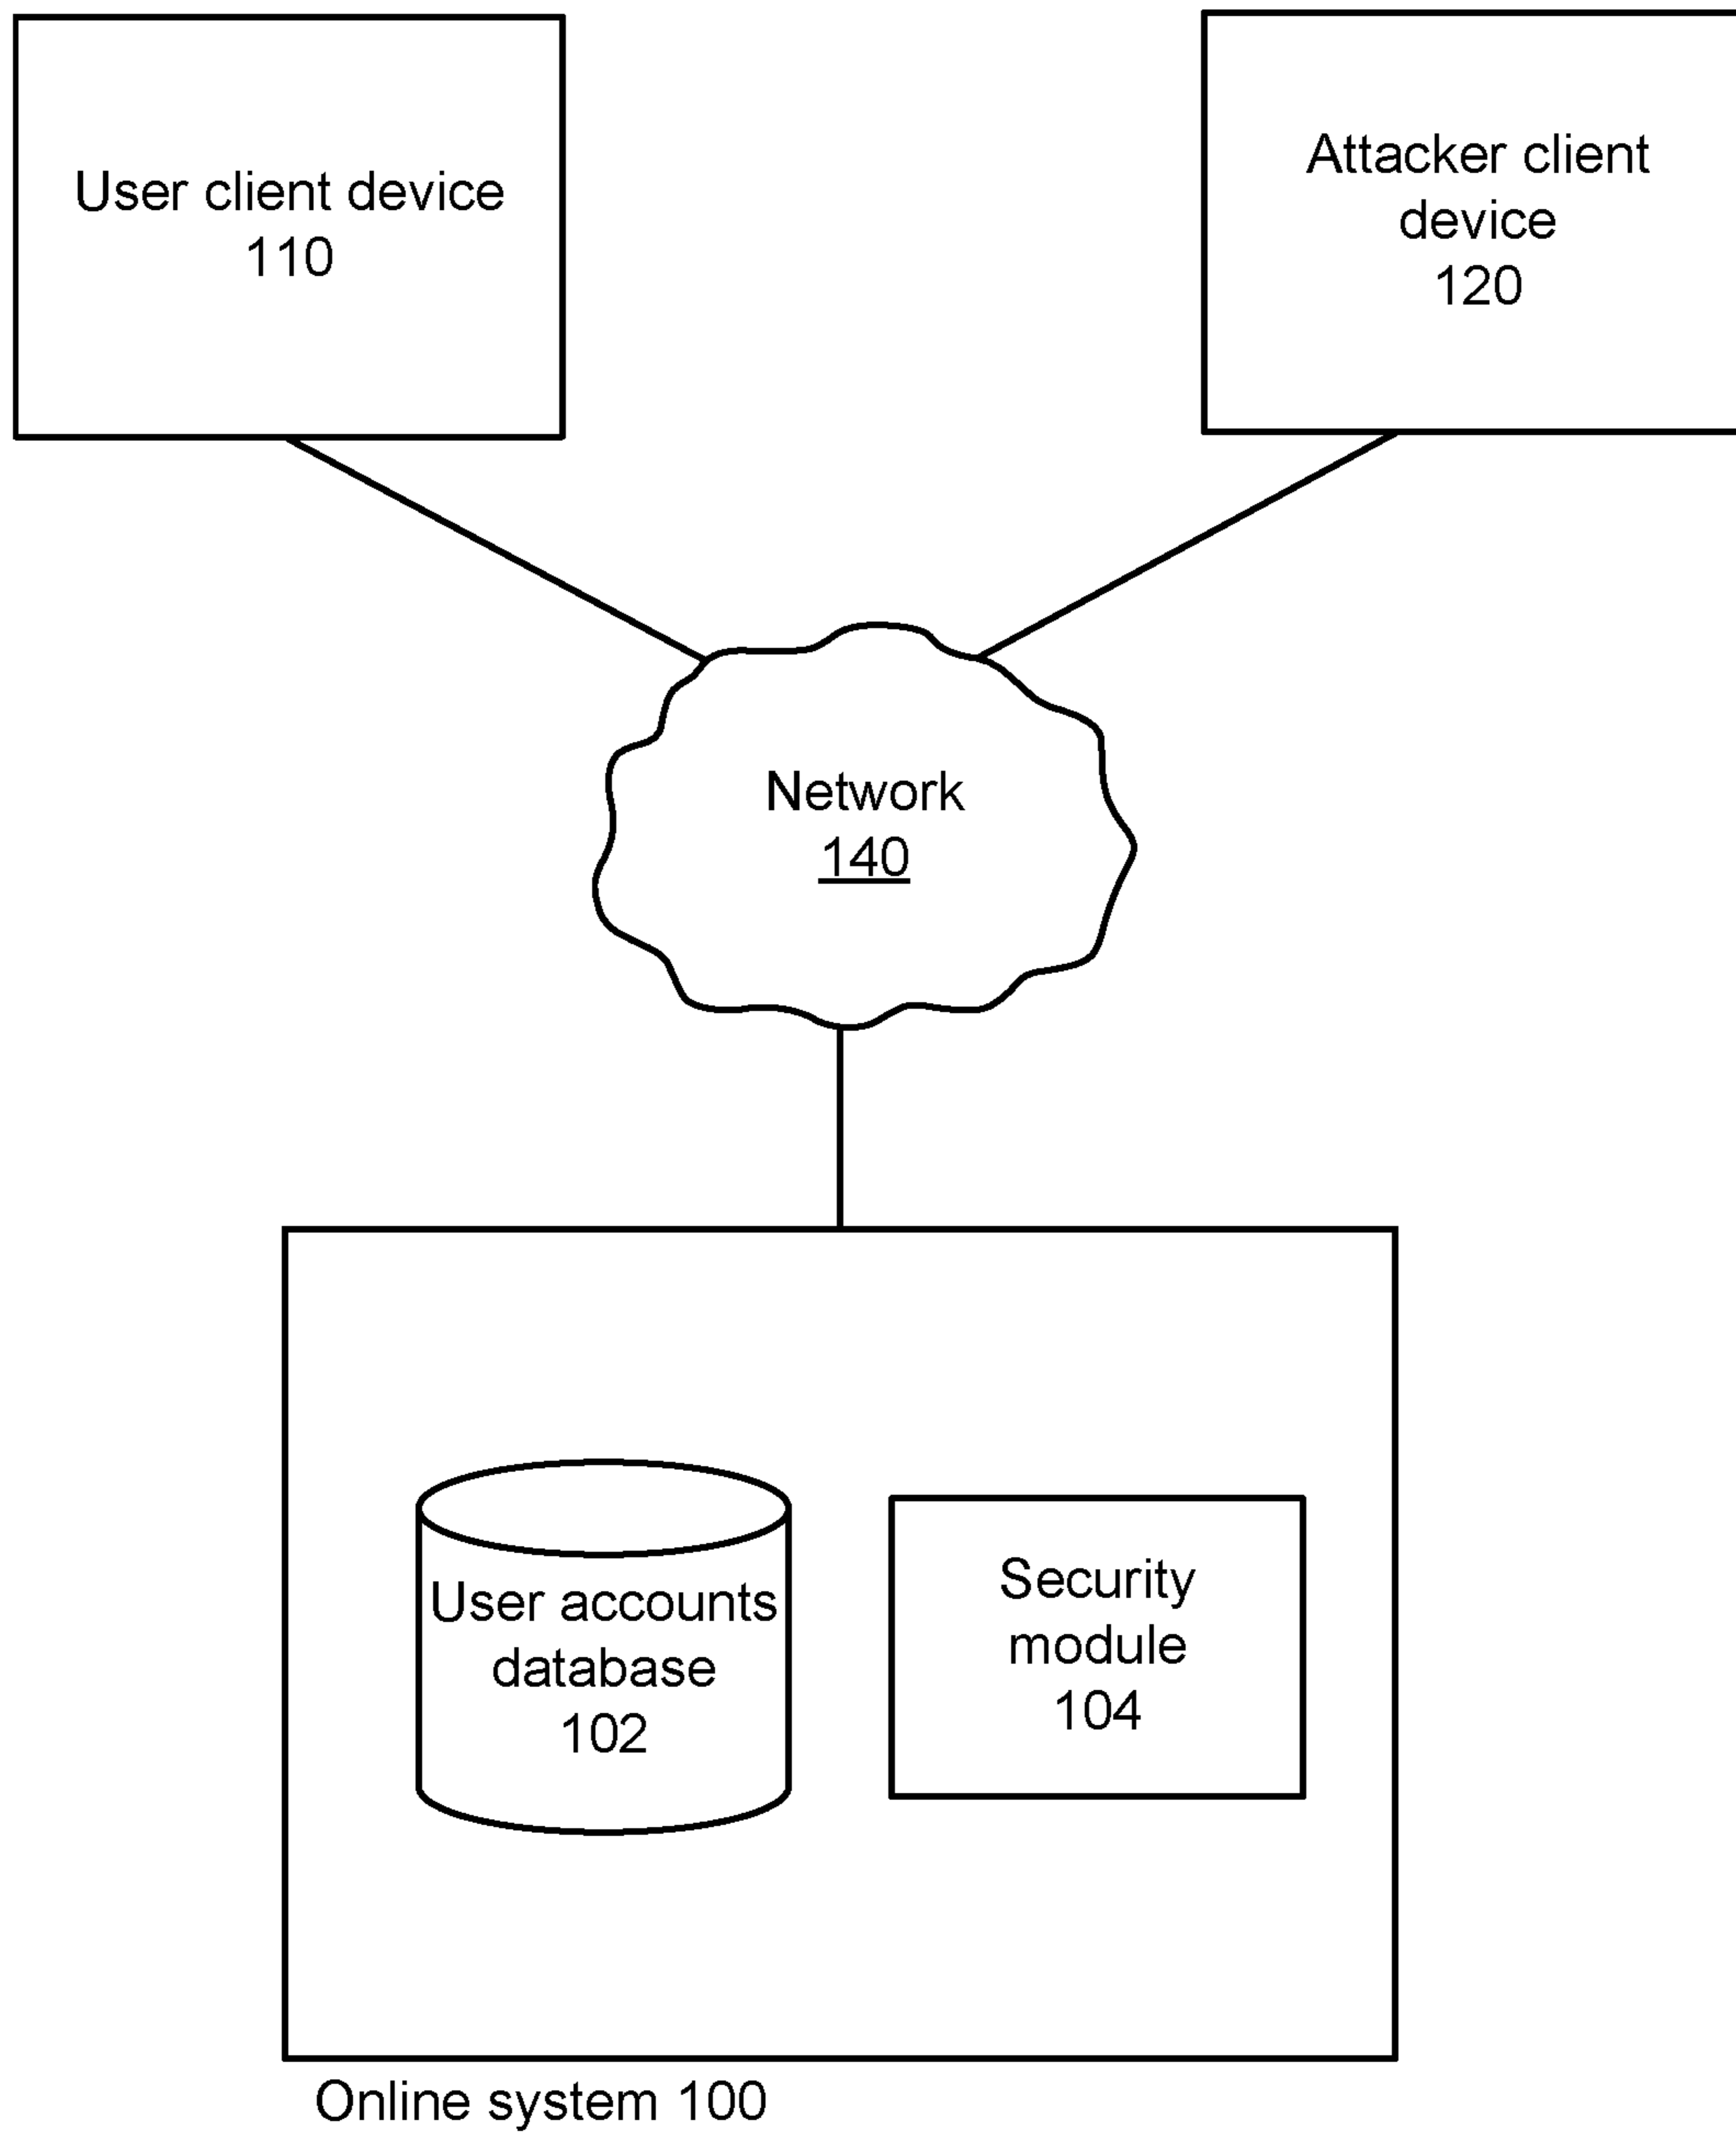 User client device
110
Attacker client
device
120
Network
140
User accounts
database
102
Security
module
104
Online system 100